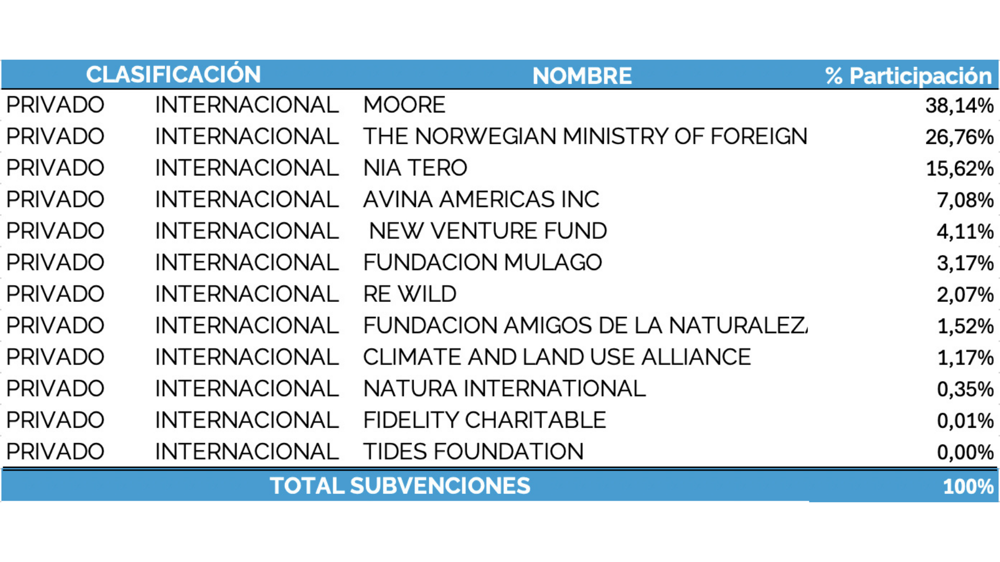 CLASIFICACIÓN NOMBRE % Participación
PRIVADO INTERNACIONAL MOORE 38,14%
PRIVADO INTERNACIONAL THE NORWEGIAN MINISTRY OF FOREIGN 26,76%
PRIVADO INTERNACIONAL NIA TERO 15,62%
PRIVADO INTERNACIONAL AVINA AMERICAS INC 7,08%
PRIVADO INTERNACIONAL NEW VENTURE FUND 4,11%
PRIVADO INTERNACIONAL FUNDACION MULAGO 3,17%
PRIVADO INTERNACIONAL RE WILD 2,07%
PRIVADO INTERNACIONAL FUNDACION AMIGOS DE LA NATURALEZA 1,52%
PRIVADO INTERNACIONAL CLIMATE AND LAND USE ALLIANCE 1,17%
PRIVADO INTERNACIONAL NATURA INTERNATIONAL 0,35%
PRIVADO INTERNACIONAL FIDELITY CHARITABLE 0,01%
PRIVADO INTERNACIONAL TIDES FOUNDATION 0,00%
TOTAL SUBVENCIONES 100%